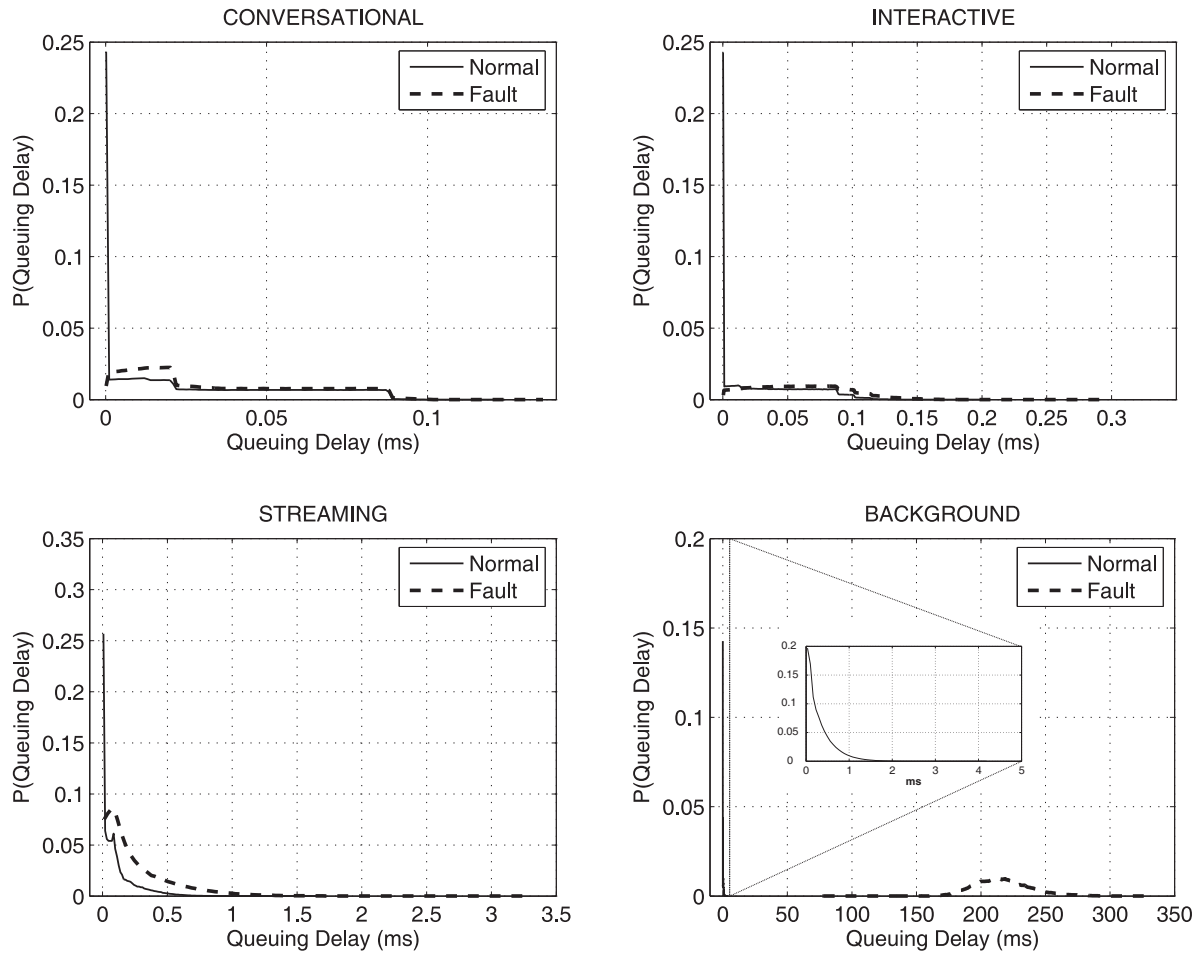 CONVERSATIONAL
0.25
0.2
0.15
0.1
0.05
0
P(Queuing Delay)
Normal
Fault
0
0.05
0.1
Queuing Delay (ms)
INTERACTIVE
0.25
0.2
0.15
0.1
0.05
0
P(Queuing Delay)
Normal
Fault
0
0.05
0.1
0.15
0.2
0.25
0.3
Queuing Delay (ms)
STREAMING
0.35
0.3
0.25
0.2
0.15
0.1
0.05
0
P(Queuing Delay)
Normal
Fault
0
0.5
1
1.5
2
2.5
3
3.5
Queuing Delay (ms)
BACKGROUND
0.2
0.15
0.1
0.05
0
P(Queuing Delay)
Normal
Fault
0.2
0.15
0.1
0.05
0
0
1
2
3
4
5
ms
0
50
100
150
200
250
300
350
Queuing Delay (ms)